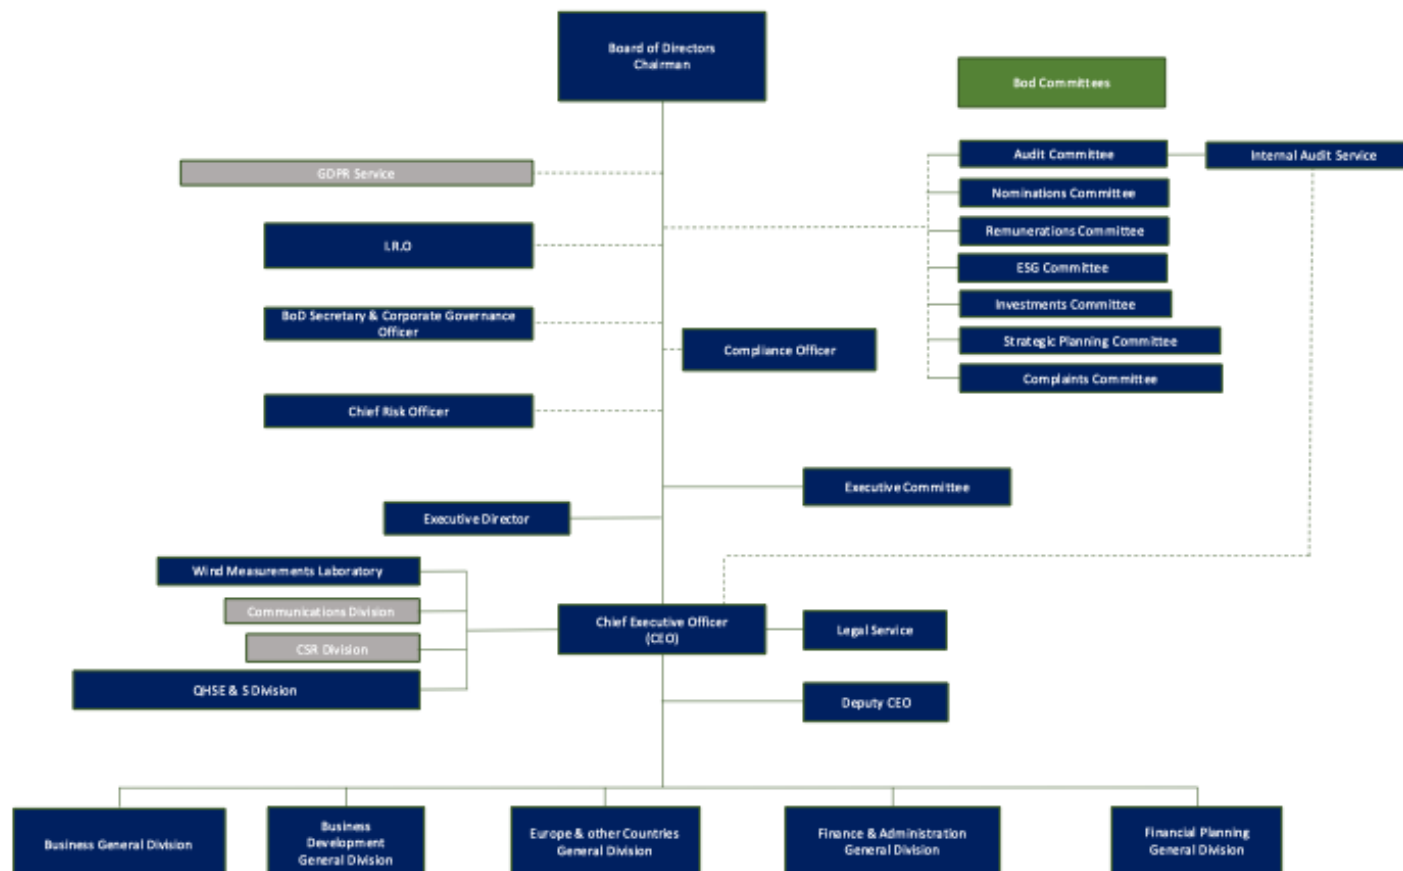 Board of Directors
Chairman
Bod Committees
Audit Committee
Internal Audit Service
GDPR Service
Nominations Committee
I.R.O
Remunerations Committee
ESG Committee
Investments Committee
BoD Secretary & Corporate Governance
Officer
Strategic Planning Committee
Compliance Officer
Complaints Committee
Chief Risk Officer
Executive Committee
Executive Director
Wind Measurements Laboratory
Communications Division
CSR Division
QHSE & S Division
Chief Executive Officer
(CEO)
Legal Service
Deputy CEO
Business General Division
Business
Development
General Division
Europe & other Countries
General Division
Finance & Administration
General Division
Financial Planning
General Division